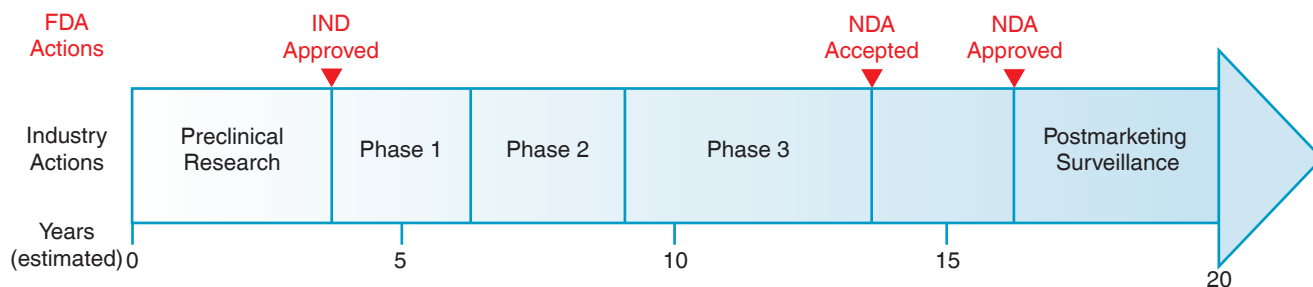 FDA
Actions
IND
Approved
NDA
Accepted
NDA
Approved
Industry
Actions
Preclinical
Research
Phase 1
Phase 2
Phase 3
Postmarketing
Surveillance
Years
(estimated)
0
5
10
15
20